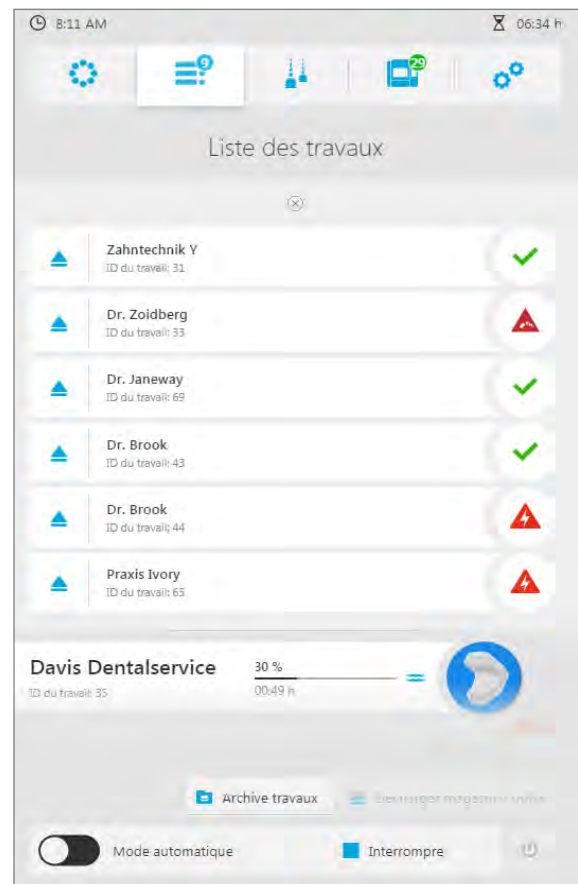 8:11 AM
06:34 h
9
29
Liste des travaux
Zahntechnik Y
ID du travail: 31
Dr. Zoidberg
ID du travail: 33
Dr. Janeway
ID du travail: 69
Dr. Brook
ID du travail: 43
Dr. Brook
ID du travail: 44
Praxis Ivory
ID du travail: 65
Davis Dentalservice
30 %
ID du travail: 35
00:49 h
Archive travaux
Mode automatique
Interrompre